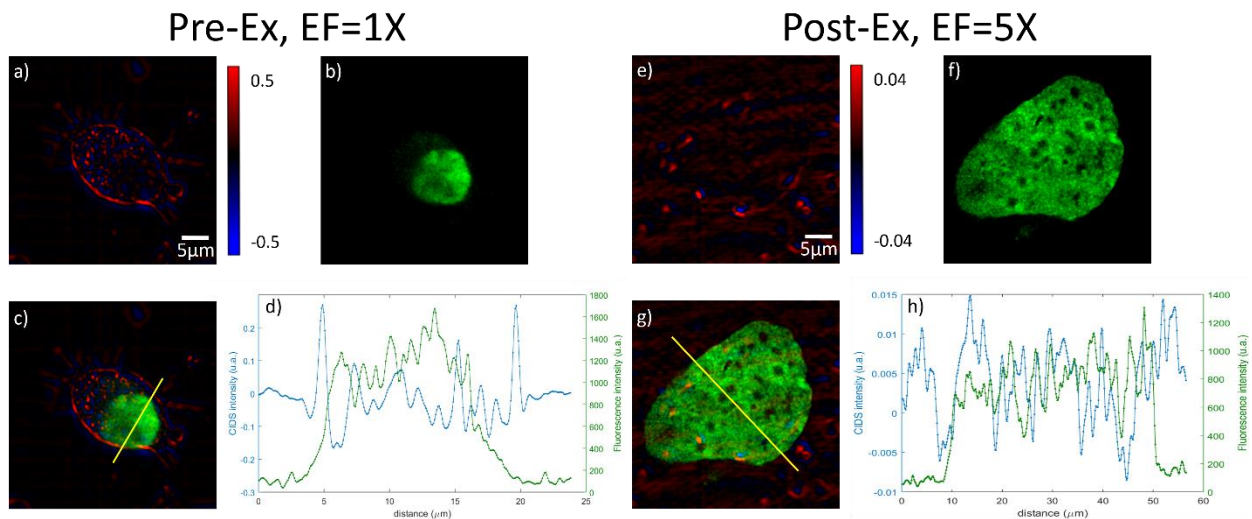 Pre-Ex, EF=1X
a)
5µm
0.5
-0.5
b)
c)
d)
CIDS intensity (u.a.)
0.2
0.1
0
-0.1
-0.2
-0.3
0
5
10
15
20
25
distance (µm)
1800
1600
1400
1200
1000
800
600
400
200
0
Fluorescence intensity (u.a.)
Post-Ex, EF=5X
e)
5µm
0.04
-0.04
f)
g)
h)
CIDS intensity (u.a.)
0.015
0.01
0.005
0
-0.005
-0.01
0
10
20
30
40
50
60
distance (µm)
1400
1200
1000
800
600
400
200
0
Fluorescence intensity (u.a.)